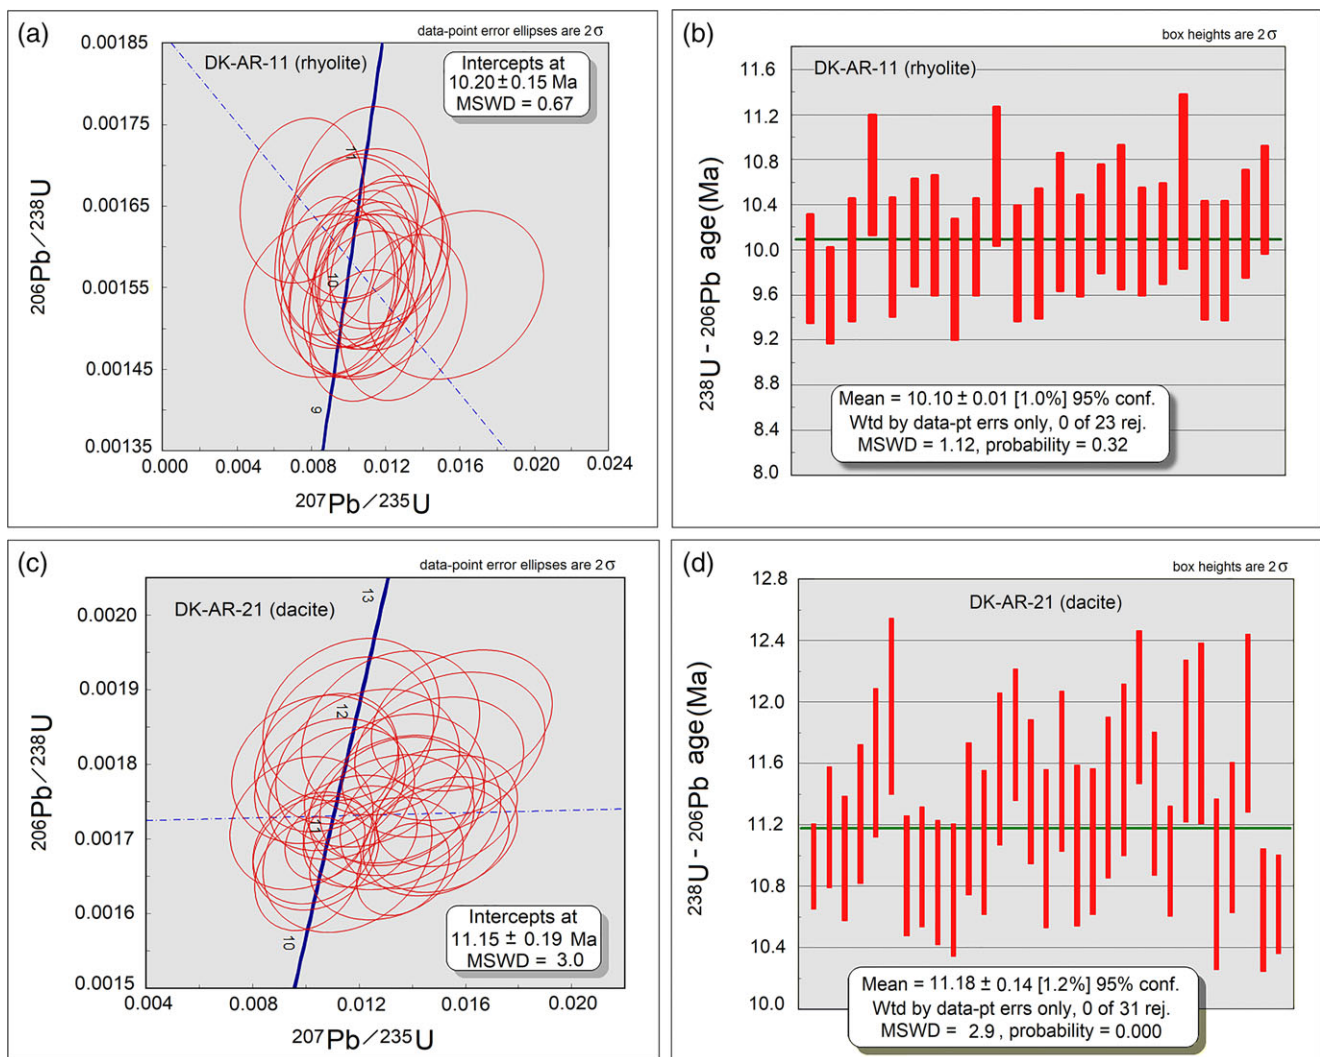 (a)
data-point error ellipses are 2σ
DK-AR-11 (rhyolite)
Intercepts at
10.20±0.15 Ma
MSWD = 0.67
0.00185
0.00175
0.00165
0.00155
0.00145
0.00135
206Pb/238U
11
10
9
0.000 0.004 0.008 0.012 0.016 0.020 0.024
207Pb/235U
(b)
box heights are 2σ
DK-AR-11 (rhyolite)
11.6
11.2
10.8
10.4
10.0
9.6
9.2
8.8
8.4
8.0
238U - 206Pb age (Ma)
Mean = 10.10 ± 0.01 [1.0%] 95% conf.
Wtd by data-pt errs only, 0 of 23 rej.
MSWD = 1.12, probability = 0.32
(c)
data-point error ellipses are 2σ
DK-AR-21 (dacite)
0.0020
0.0019
0.0018
0.0017
0.0016
0.0015
206Pb/238U
13
12
11
10
Intercepts at
11.15 ± 0.19 Ma
MSWD = 3.0
0.004 0.008 0.012 0.016 0.020
207Pb/235U
(d)
box heights are 2σ
DK-AR-21 (dacite)
12.8
12.4
12.0
11.6
11.2
10.8
10.4
10.0
238U - 206Pb age (Ma)
Mean = 11.18 ± 0.14 [1.2%] 95% conf.
Wtd by data-pt errs only, 0 of 31 rej.
MSWD = 2.9, probability = 0.000